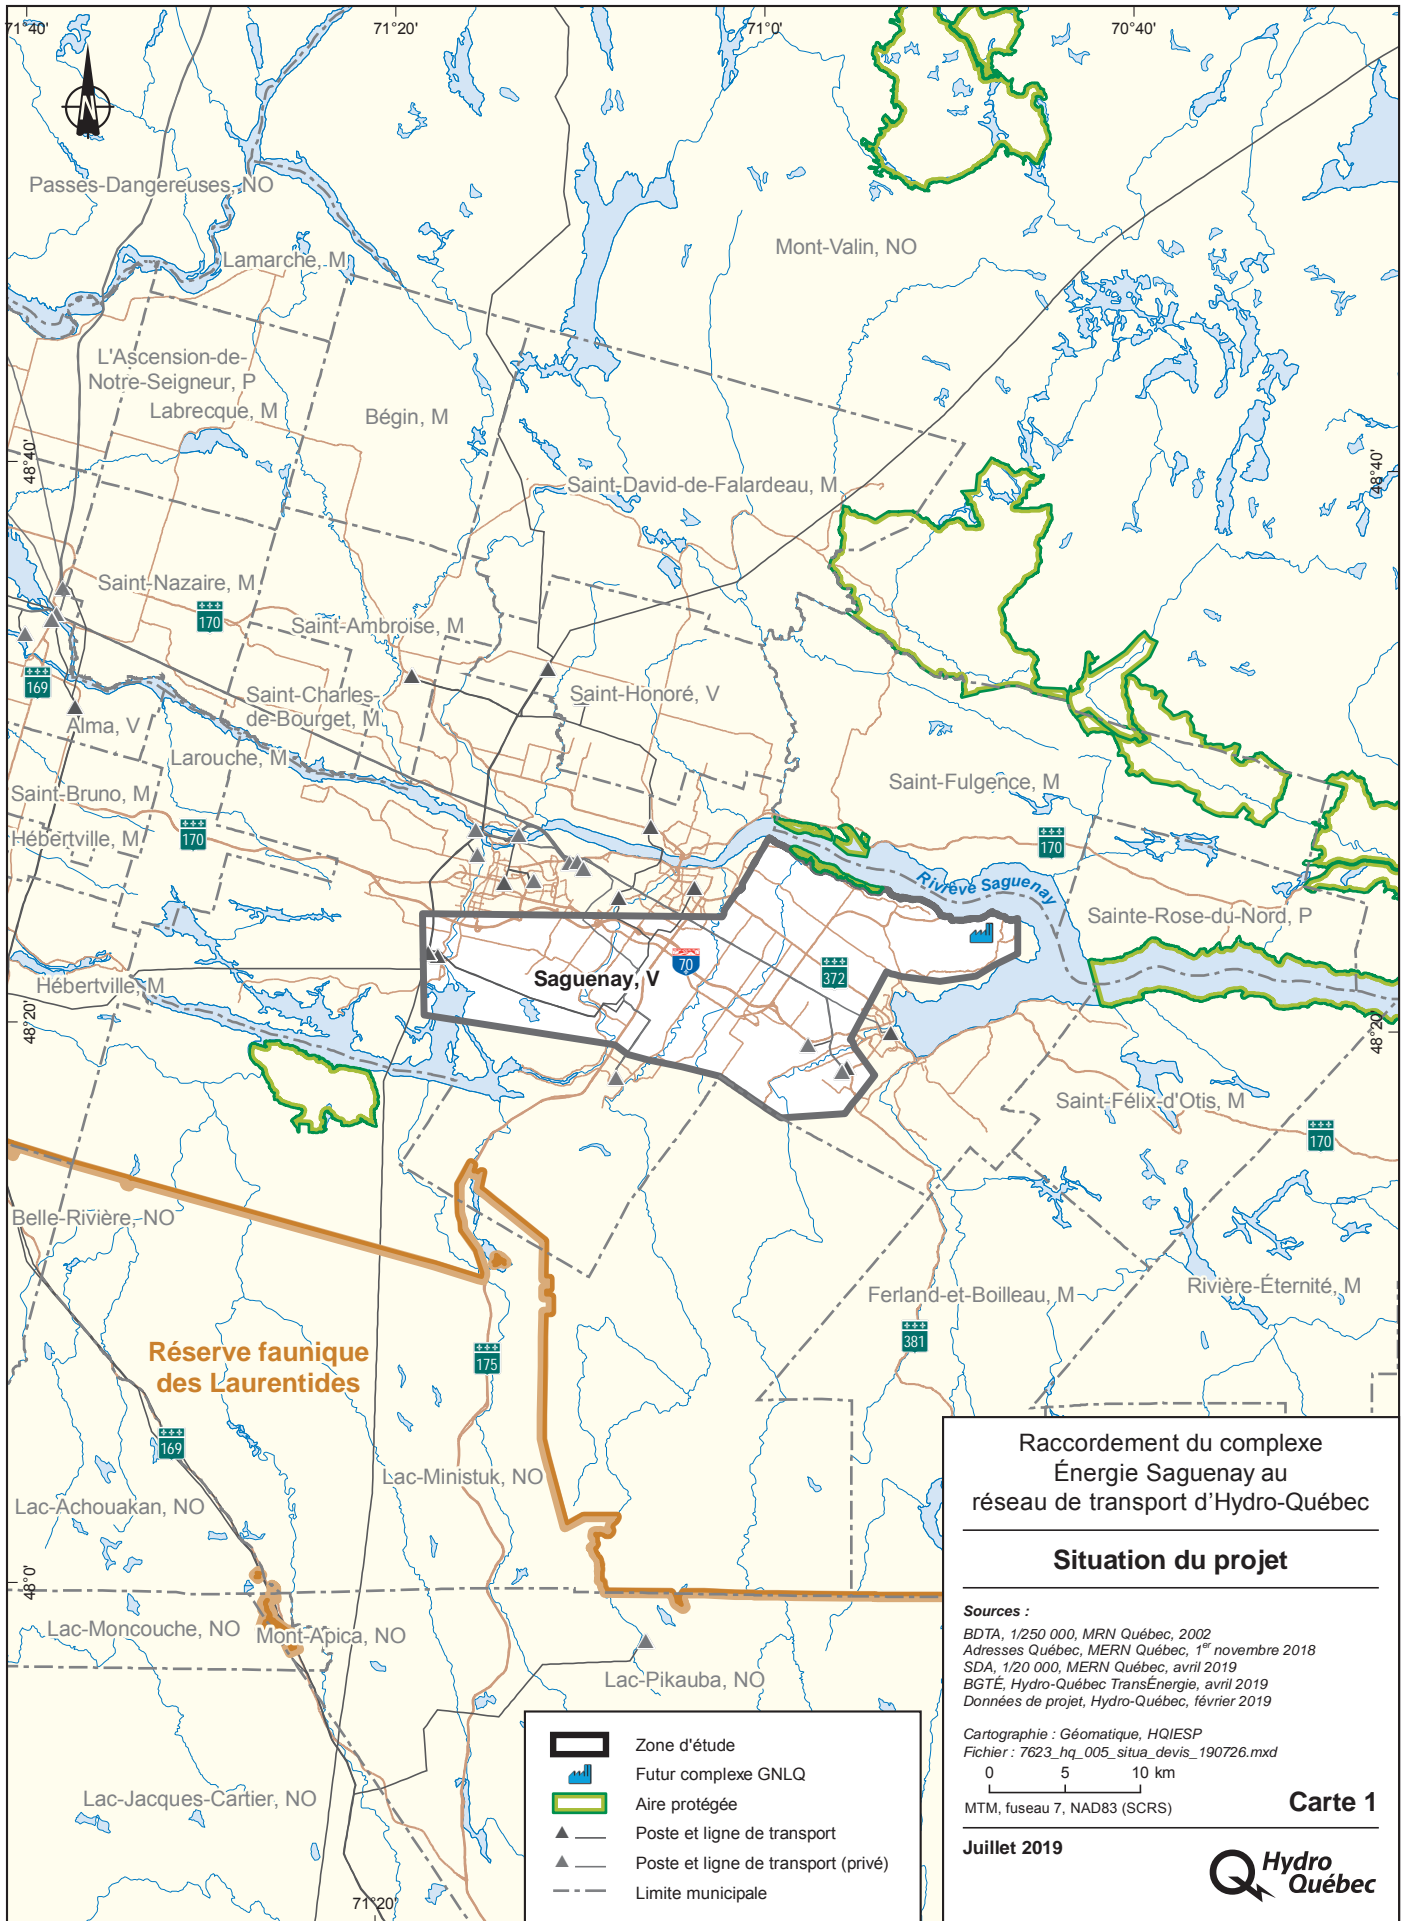 71°40'
71°20'
71°0'
70°40'
N
Passes-Dangereuses, NO
Lamarche, M
Mont-Valin, NO
L'Ascension-de-
Notre-Seigneur, P
Labrecque, M
Bégin, M
48°40'
48°40'
Saint-David-de-Falardeau, M
Saint-Nazaire, M
170
Saint-Ambroise, M
169
Saint-Charles-
de-Bourget, M
Saint-Honoré, V
Alma, V
Larouche, M
Saint-Bruno, M
Saint-Fulgence, M
Hébertville, M
170
170
Rivière Saguenay
Sainte-Rose-du-Nord, P
Saguenay, V
70
372
Hébertville, M
48°20'
48°20'
Saint-Félix-d'Otis, M
170
Belle-Rivière, NO
Ferland-et-Boilleau, M
Rivière-Éternité, M
381
Réserve faunique
des Laurentides
175
169
Lac-Ministuk, NO
Lac-Achouakan, NO
48°0'
Lac-Moncouche, NO
Mont-Apica, NO
Lac-Pikauba, NO
Lac-Jacques-Cartier, NO
71°20'
Zone d'étude
Futur complexe GNLQ
Aire protégée
Poste et ligne de transport
Poste et ligne de transport (privé)
Limite municipale
Raccordement du complexe
Énergie Saguenay au
réseau de transport d'Hydro-Québec
Situation du projet
Sources :
BDTA, 1/250 000, MRN Québec, 2002
Adresses Québec, MERN Québec, 1er novembre 2018
SDA, 1/20 000, MERN Québec, avril 2019
BGTÉ, Hydro-Québec TransÉnergie, avril 2019
Données de projet, Hydro-Québec, février 2019
Cartographie : Géomatique, HQIESP
Fichier : 7623_hq_005_situa_devis_190726.mxd
0 5 10 km
MTM, fuseau 7, NAD83 (SCRS)
Carte 1
Juillet 2019
Hydro
Québec